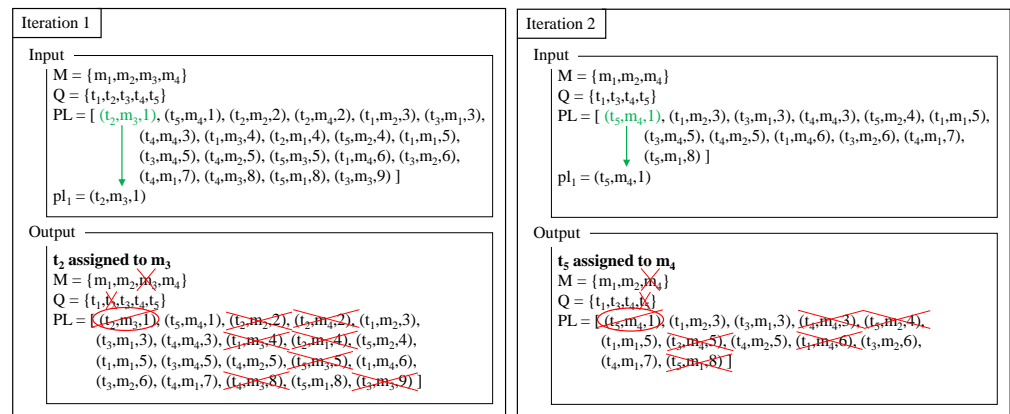 Iteration 1
Input
M = {m₁,m₂,m₃,m₄}
Q = {t₁,t₂,t₃,t₄,t₅}
PL = [ (t₂,m₃,1), (t₅,m₄,1), (t₂,m₂,2), (t₂,m₄,2), (t₁,m₂,3), (t₃,m₁,3),
(t₄,m₄,3), (t₁,m₃,4), (t₂,m₁,4), (t₅,m₂,4), (t₁,m₁,5),
(t₃,m₄,5), (t₄,m₂,5), (t₅,m₃,5), (t₁,m₄,6), (t₃,m₂,6),
(t₄,m₁,7), (t₄,m₃,8), (t₅,m₁,8), (t₃,m₃,9) ]
pl₁ = (t₂,m₃,1)
Output
t₂ assigned to m₃
M = {m₁,m₂,m₃,m₄}
Q = {t₁,t₂,t₃,t₄,t₅}
PL = [ (t₂,m₃,1), (t₅,m₄,1), (t₂,m₂,2), (t₂,m₄,2), (t₁,m₂,3),
(t₃,m₁,3), (t₄,m₄,3), (t₁,m₃,4), (t₂,m₁,4), (t₅,m₂,4),
(t₁,m₁,5), (t₃,m₄,5), (t₄,m₂,5), (t₅,m₃,5), (t₁,m₄,6),
(t₃,m₂,6), (t₄,m₁,7), (t₄,m₃,8), (t₅,m₁,8), (t₃,m₃,9) ]
Iteration 2
Input
M = {m₁,m₂,m₄}
Q = {t₁,t₃,t₄,t₅}
PL = [ (t₅,m₄,1), (t₁,m₂,3), (t₃,m₁,3), (t₄,m₄,3), (t₅,m₂,4), (t₁,m₁,5),
(t₃,m₄,5), (t₄,m₂,5), (t₁,m₄,6), (t₃,m₂,6), (t₄,m₁,7),
(t₅,m₁,8) ]
pl₁ = (t₅,m₄,1)
Output
t₅ assigned to m₄
M = {m₁,m₂,m₄}
Q = {t₁,t₃,t₄,t₅}
PL = [ (t₅,m₄,1), (t₁,m₂,3), (t₃,m₁,3), (t₄,m₄,3), (t₅,m₂,4),
(t₁,m₁,5), (t₃,m₄,5), (t₄,m₂,5), (t₁,m₄,6), (t₃,m₂,6),
(t₄,m₁,7), (t₅,m₁,8) ]